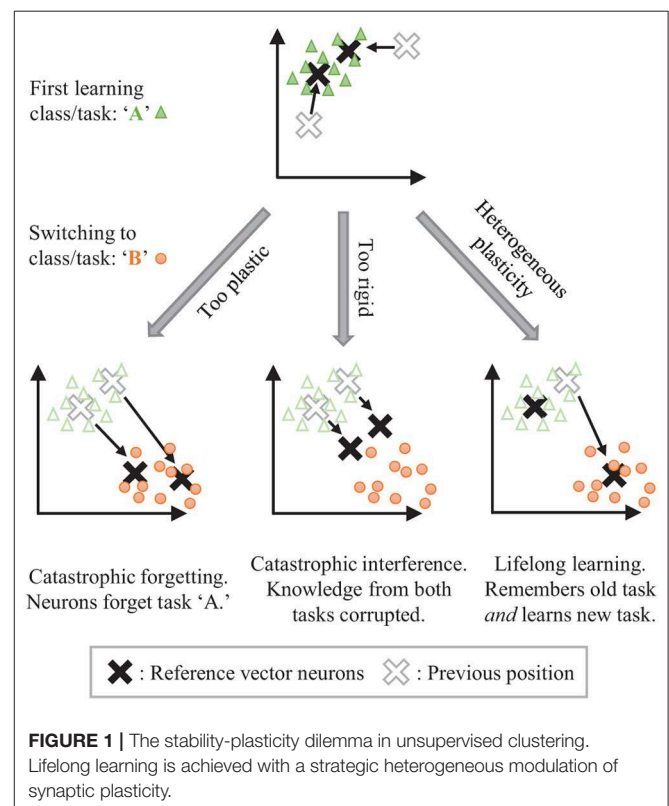 First learning
class/task: 'A'
Switching to
class/task: 'B'
Too plastic
Too rigid
Heterogeneous
plasticity
Catastrophic forgetting.
Neurons forget task 'A.'
Catastrophic interference.
Knowledge from both
tasks corrupted.
Lifelong learning.
Remembers old task
and learns new task.
: Reference vector neurons : Previous position
FIGURE 1 | The stability-plasticity dilemma in unsupervised clustering.
Lifelong learning is achieved with a strategic heterogeneous modulation of
synaptic plasticity.